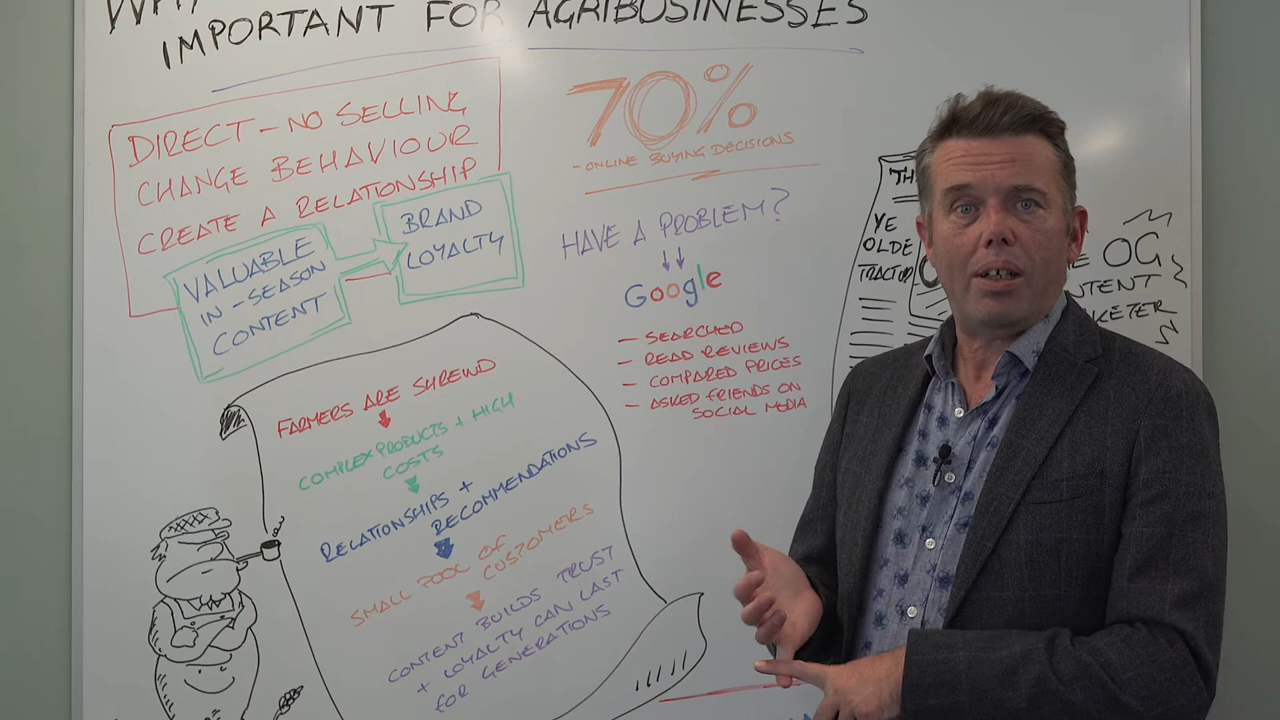 IMPORTANT FOR AGRIBUSINESSES
DIRECT - NO SELLING
CHANGE BEHAVIOUR
CREATE A RELATIONSHIP
VALUABLE
IN-SEASON
CONTENT
BRAND
LOYALTY
70%
- ONLINE BUYING DECISIONS
HAVE A PROBLEM?
Google
- SEARCHED
- READ REVIEWS
- COMPARED PRICES
- ASKED FRIENDS ON
SOCIAL MEDIA
FARMERS ARE SHREWD
COMPLEX PRODUCTS + HIGH
COSTS
RELATIONSHIPS +
RECOMMENDATIONS
SMALL POOL OF
CUSTOMERS
CONTENT BUILDS TRUST
+ LOYALTY CAN LAST
FOR GENERATIONS
YE
OLDE
TRACTOR
OG